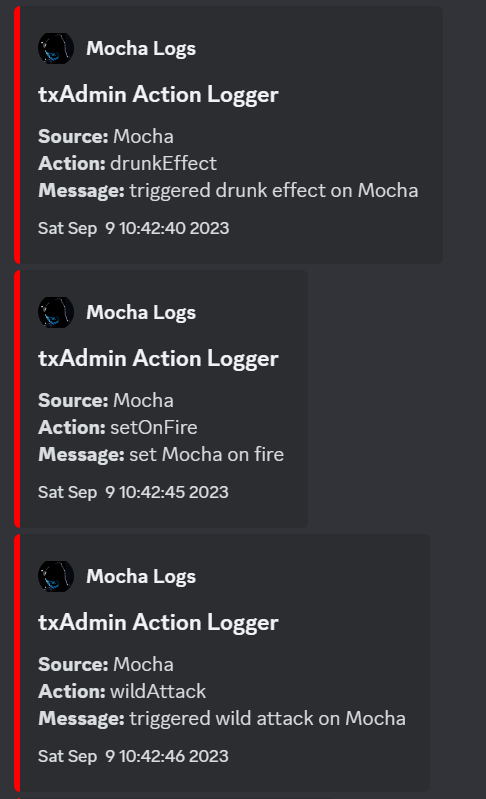 Mocha Logs
txAdmin Action Logger
Source: Mocha
Action: drunkEffect
Message: triggered drunk effect on Mocha
Sat Sep  9 10:42:40 2023
Mocha Logs
txAdmin Action Logger
Source: Mocha
Action: setOnFire
Message: set Mocha on fire
Sat Sep  9 10:42:45 2023
Mocha Logs
txAdmin Action Logger
Source: Mocha
Action: wildAttack
Message: triggered wild attack on Mocha
Sat Sep  9 10:42:46 2023